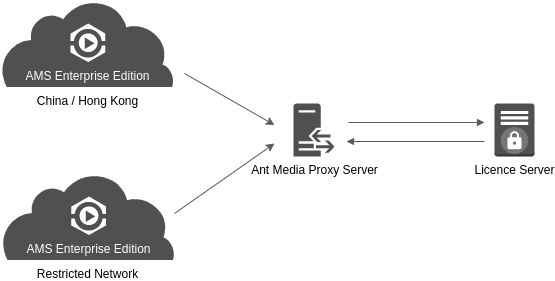 AMS Enterprise Edition
China / Hong Kong
Ant Media Proxy Server
Licence Server
AMS Enterprise Edition
Restricted Network